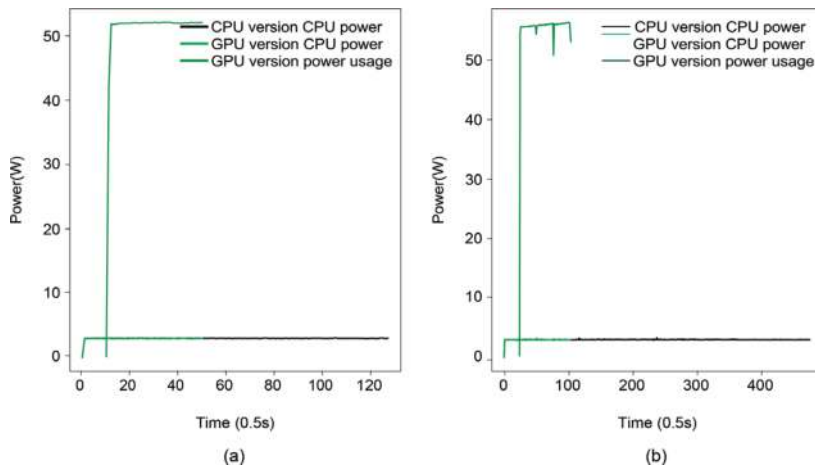 CPU version CPU power
GPU version CPU power
GPU version power usage
50
40
30
20
10
0
Power(W)
0 20 40 60 80 100 120
Time (0.5s)
(a)
CPU version CPU power
GPU version CPU power
GPU version power usage
50
40
30
20
10
0
Power(W)
0 100 200 300 400
Time (0.5s)
(b)